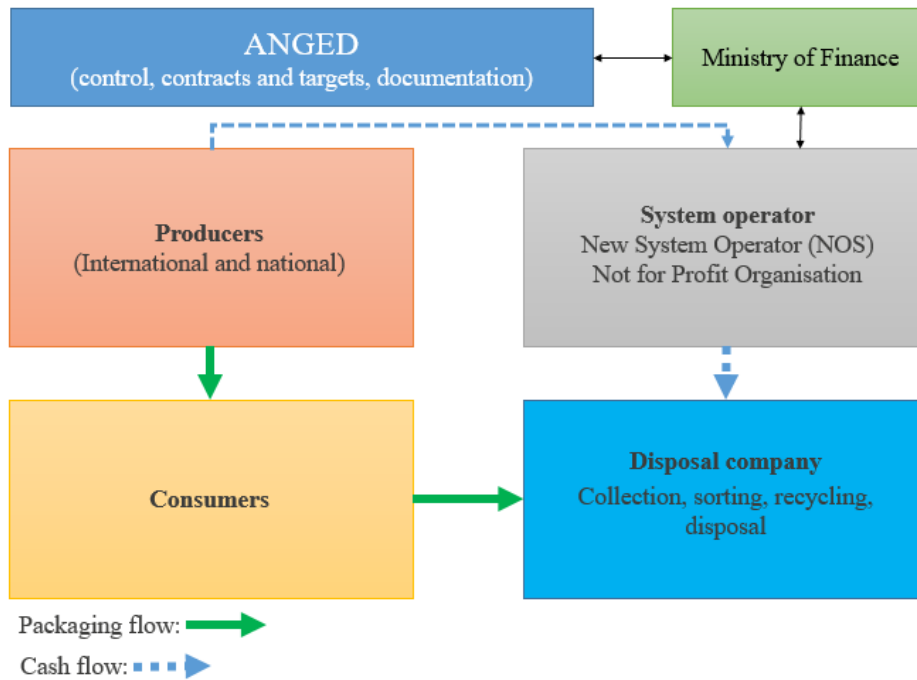 ANGED
(control, contracts and targets, documentation)
Ministry of Finance
Producers
(International and national)
System operator
New System Operator (NOS)
Not for Profit Organisation
Consumers
Disposal company
Collection, sorting, recycling,
disposal
Packaging flow:
Cash flow: